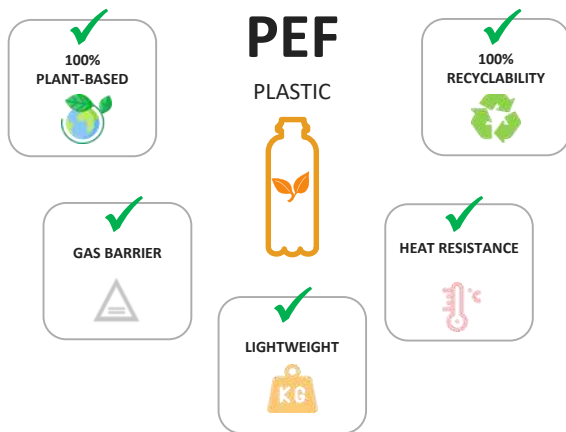 PEF
PLASTIC
100%
PLANT-BASED
100%
RECYCLABILITY
GAS BARRIER
HEAT RESISTANCE
°C
LIGHTWEIGHT
KG